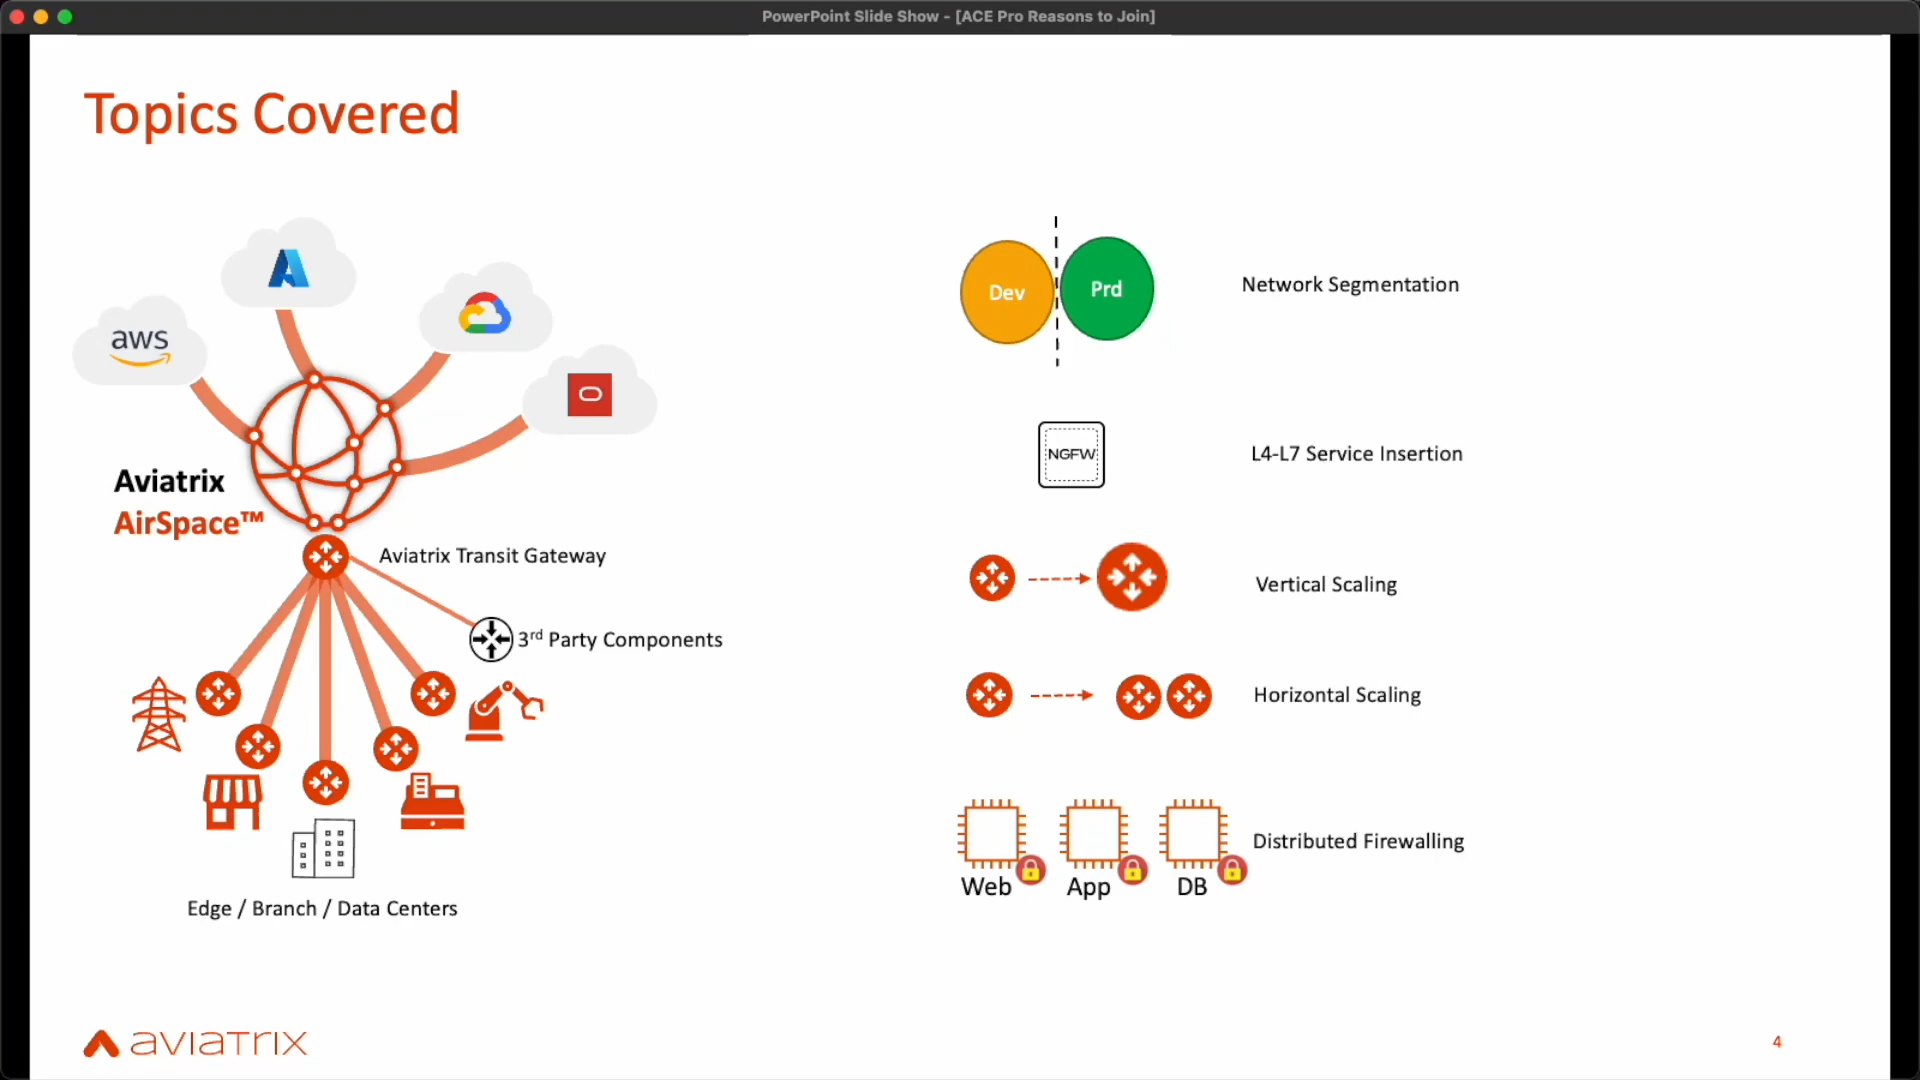 PowerPoint Slide Show - [ACE Pro Reasons to Join]
Topics Covered
aws
Aviatrix
AirSpace™
Aviatrix Transit Gateway
3rd Party Components
Edge / Branch / Data Centers
Dev
Prd
Network Segmentation
NGFW
L4-L7 Service Insertion
Vertical Scaling
Horizontal Scaling
Web
App
DB
Distributed Firewalling
aviatrix
4